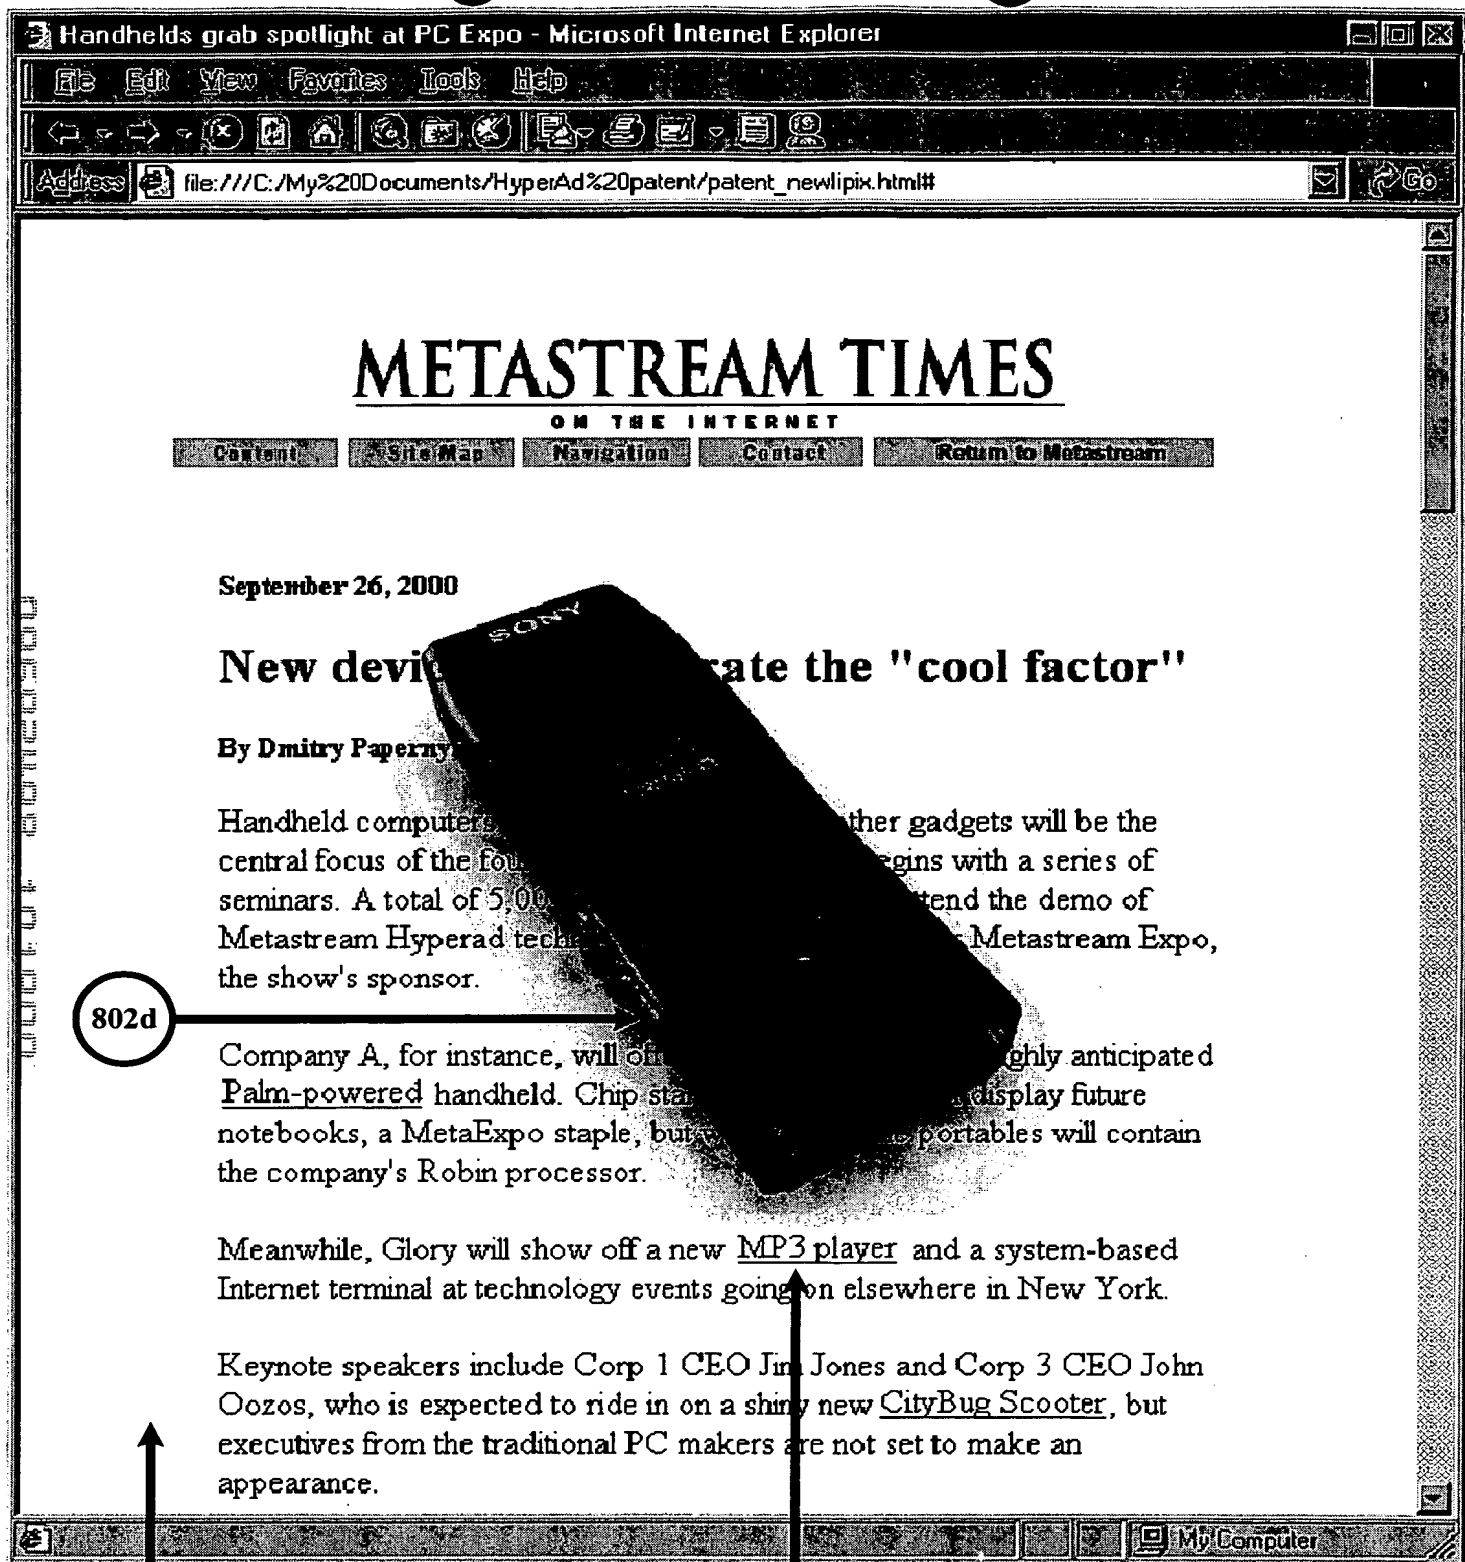 Handhelds grab spotlight at PC Expo - Microsoft Internet Explorer
File Edit View Favorites Tools Help
Address file:///C:/My%20Documents/HyperAd%20patent/patent_newlipix.html# Go
METASTREAM TIMES
ON THE INTERNET
Content Site Map Navigation Contact Return to Metastream
September 26, 2000
SONY
New devi rate the "cool factor"
By Dmitry Paperny
Handheld computers ther gadgets will be the
central focus of the fou egins with a series of
seminars. A total of 5,00 tend the demo of
Metastream Hyperad tech Metastream Expo,
the show's sponsor.
802d
Company A, for instance, will off ghly anticipated
Palm-powered handheld. Chip sta display future
notebooks, a MetaExpo staple, but portables will contain
the company's Robin processor.
Meanwhile, Glory will show off a new MP3 player and a system-based
Internet terminal at technology events going on elsewhere in New York.
Keynote speakers include Corp 1 CEO Jim Jones and Corp 3 CEO John
Oozos, who is expected to ride in on a shiny new CityBug Scooter, but
executives from the traditional PC makers are not set to make an
appearance.
My Computer